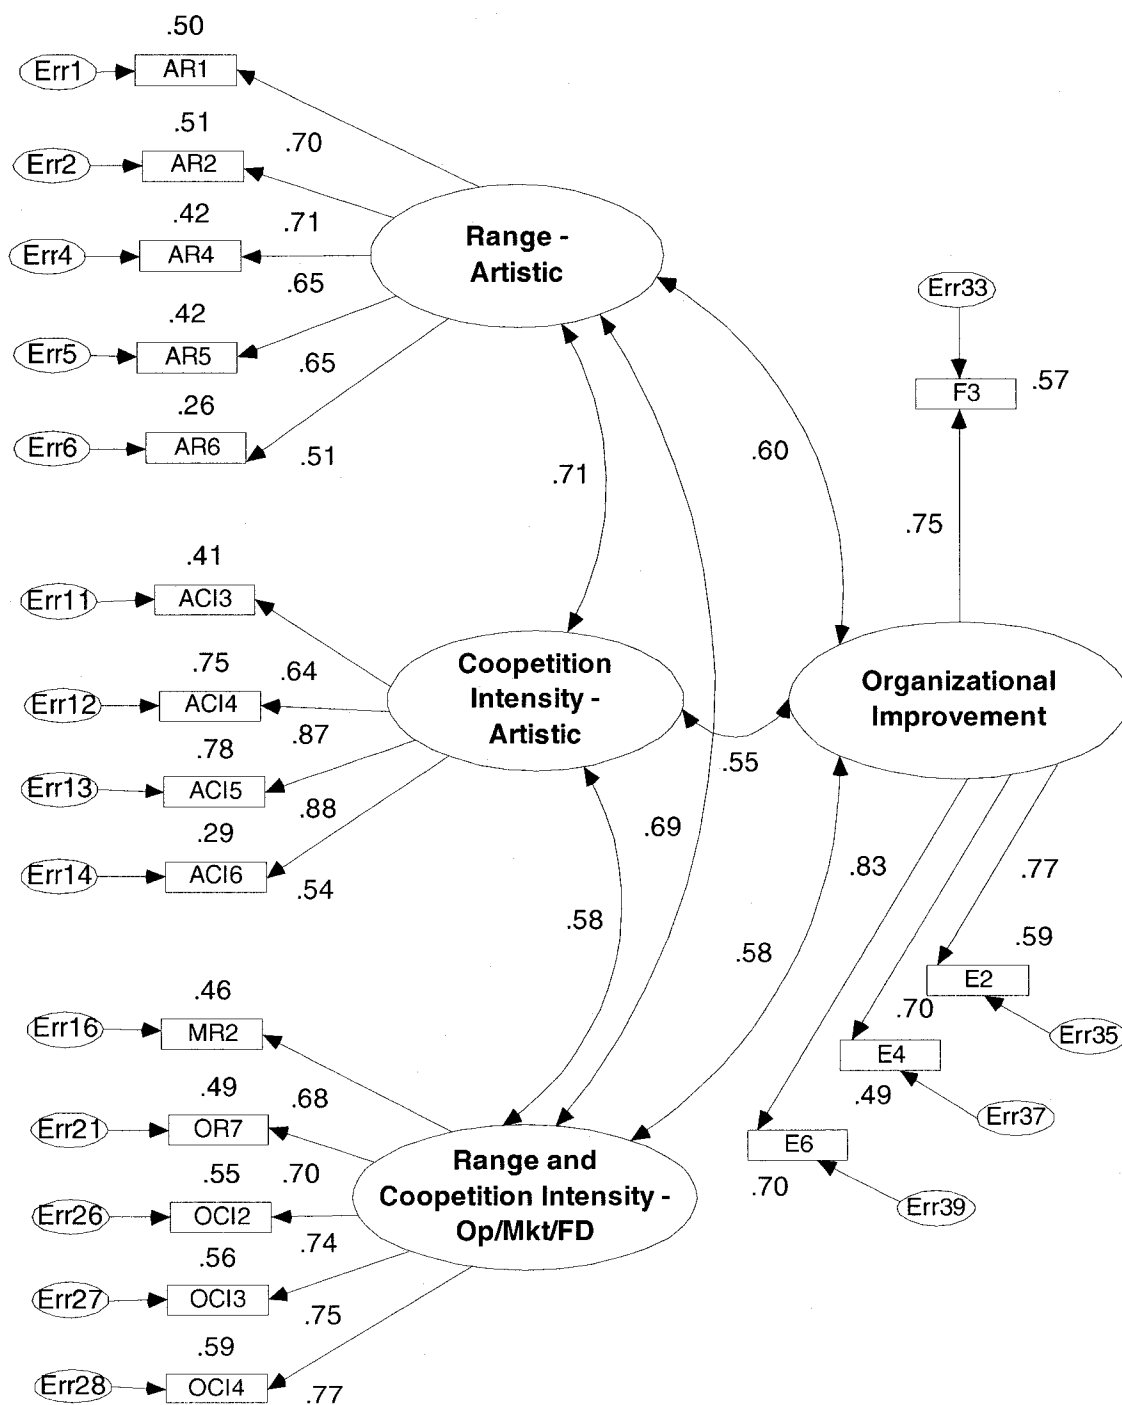 .50
Err1
AR1
.51
.70
Err2
AR2
.42
.71
Err4
AR4
.65
.42
Err5
AR5
.65
.26
Err6
AR6
.51
Range -
Artistic
Err33
F3
.57
.60
.71
.75
.41
Err11
ACI3
.75
.64
Err12
ACI4
.87
.78
Err13
ACI5
.88
.29
Err14
ACI6
.54
Coopetition
Intensity -
Artistic
Organizational
Improvement
.55
.69
.83
.77
.58
.58
.59
E2
.70
Err35
E4
.49
Err37
E6
.70
Err39
.46
Err16
MR2
.49
.68
Err21
OR7
.55
.70
Err26
OCI2
.74
.56
Err27
OCI3
.75
.59
Err28
OCI4
.77
Range and
Coopetition Intensity -
Op/Mkt/FD